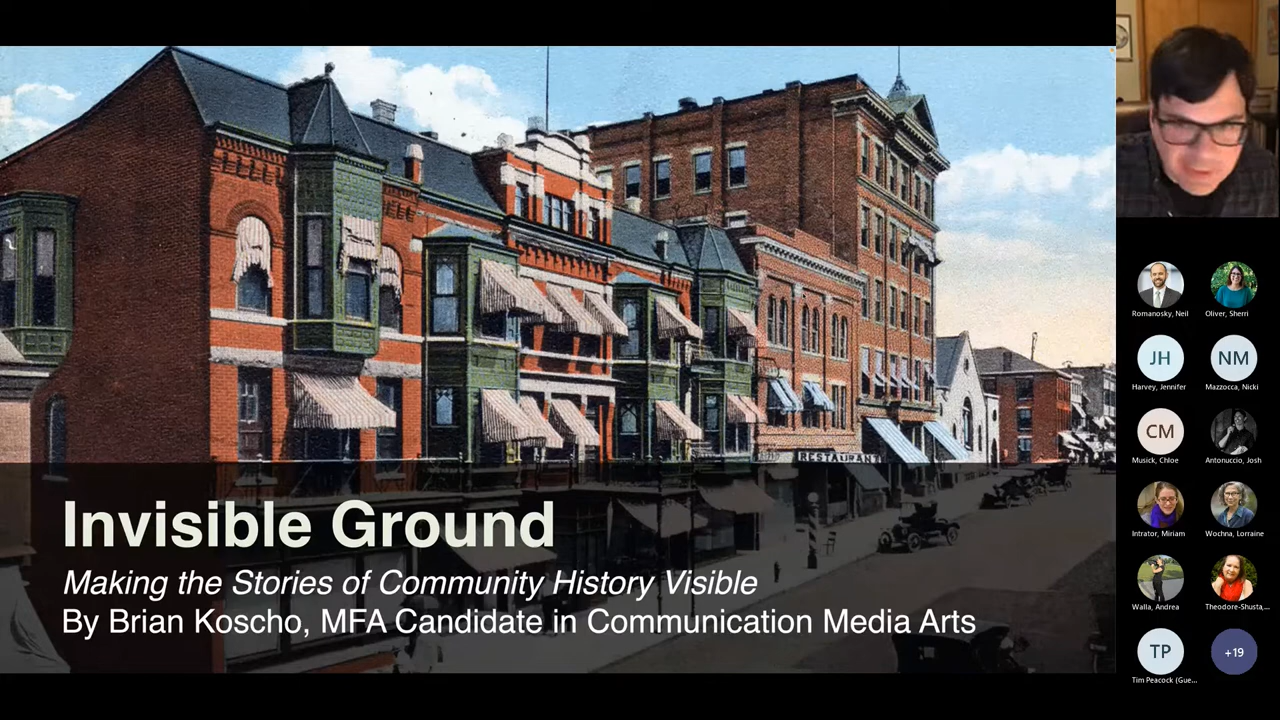 RESTAURANT
Invisible Ground
Making the Stories of Community History Visible
By Brian Koscho, MFA Candidate in Communication Media Arts
Romanosky, Neil
Oliver, Sherri
JH
NM
Harvey, Jennifer
Mazzocca, Nicki
CM
Musick, Chloe
Antonuccio, Josh
Intrator, Miriam
Wochna, Lorraine
Walla, Andrea
Theodore-Shusta,...
TP
+19
Tim Peacock (Gue...